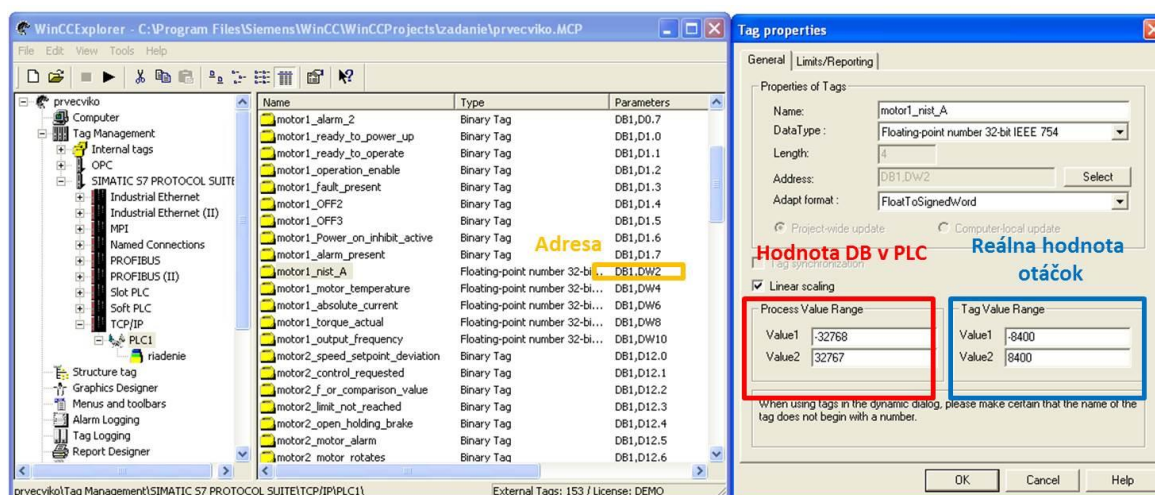 WinCCExplorer - C:\Program Files\Siemens\WinCC\WinCCProjects\zadanie\prvecviko.MCP
File Edit View Tools Help
prvecviko
Computer
Tag Management
Internal tags
OPC
SIMATIC S7 PROTOCOL SUITE
Industrial Ethernet
Industrial Ethernet (II)
MPI
Named Connections
PROFIBUS
PROFIBUS (II)
Slot PLC
Soft PLC
TCP/IP
PLC1
riadenie
Structure tag
Graphics Designer
Menus and toolbars
Alarm Logging
Tag Logging
Report Designer
Name Type Parameters
motor1_alarm_2 Binary Tag DB1,D0.7
motor1_ready_to_power_up Binary Tag DB1,D1.0
motor1_ready_to_operate Binary Tag DB1,D1.1
motor1_operation_enable Binary Tag DB1,D1.2
motor1_fault_present Binary Tag DB1,D1.3
motor1_OFF2 Binary Tag DB1,D1.4
motor1_OFF3 Binary Tag DB1,D1.5
motor1_Power_on_inhibit_active Binary Tag DB1,D1.6
motor1_alarm_present Binary Tag DB1,D1.7
Adresa
motor1_nist_A Floating-point number 32-bi... DB1,DW2
motor1_motor_temperature Floating-point number 32-bi... DB1,DW4
motor1_absolute_current Floating-point number 32-bi... DB1,DW6
motor1_torque_actual Floating-point number 32-bi... DB1,DW8
motor1_output_frequency Floating-point number 32-bi... DB1,DW10
motor2_speed_setpoint_deviation Binary Tag DB1,D12.0
motor2_control_requested Binary Tag DB1,D12.1
motor2_f_or_comparison_value Binary Tag DB1,D12.2
motor2_limit_not_reached Binary Tag DB1,D12.3
motor2_open_holding_brake Binary Tag DB1,D12.4
motor2_motor_alarm Binary Tag DB1,D12.5
motor2_motor_rotates Binary Tag DB1,D12.6
prvecviko\Tag Management\SIMATIC S7 PROTOCOL SUITE\TCP/IP\PLC1\ External Tags: 153 / License: DEMO
Tag properties
General Limits/Reporting
Properties of Tags
Name: motor1_nist_A
DataType : Floating-point number 32-bit IEEE 754
Length: 4
Address: DB1,DW2 Select
Adapt format : FloatToSignedWord
Project-wide update Computer-local update
Hodnota DB v PLC
Reálna hodnota
otáčok
Tag synchronization
Linear scaling
Process Value Range Tag Value Range
Value1 -32768 Value1 -8400
Value2 32767 Value2 8400
When using tags in the dynamic dialog, please make certain that the name of the
tag does not begin with a number.
OK Cancel Help